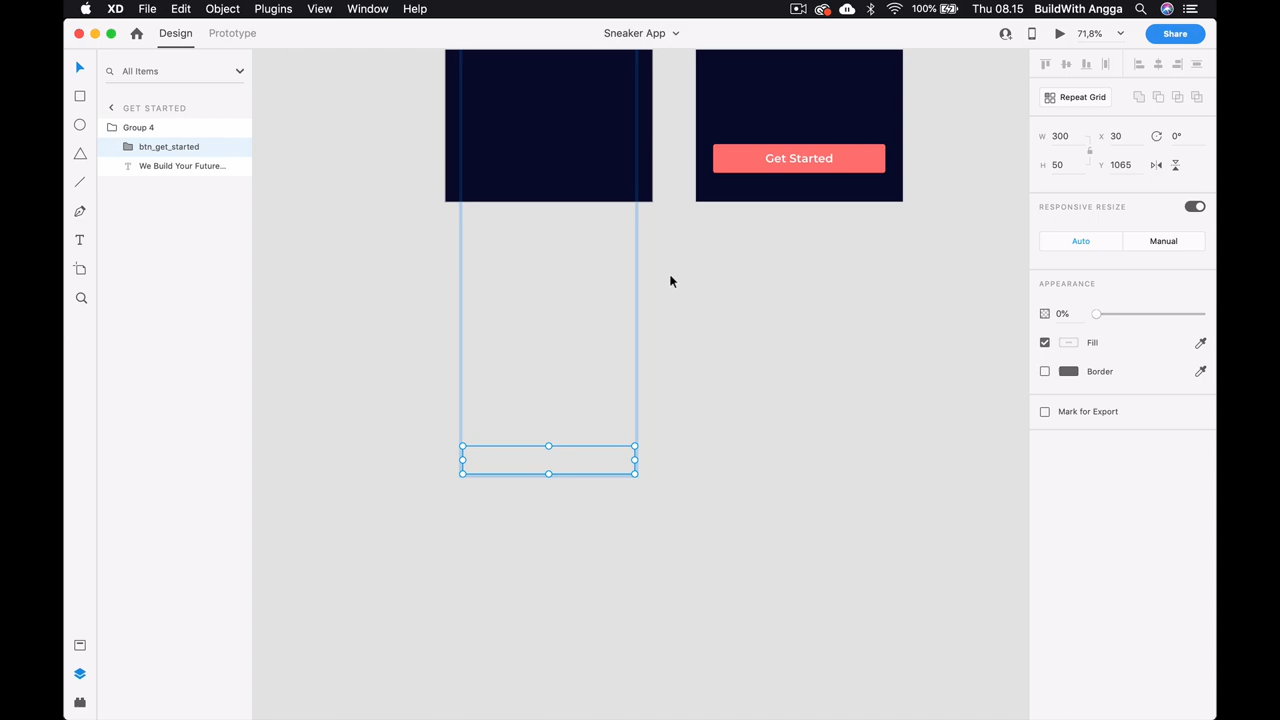 XD File Edit Object Plugins View Window Help 100% Thu 08.15 BuildWith Angga
Design Prototype Sneaker App 71,8% Share
All Items
GET STARTED
Group 4
btn_get_started
We Build Your Future...
Get Started
Repeat Grid
W 300 X 30 0°
H 50 Y 1065
RESPONSIVE RESIZE
Auto Manual
APPEARANCE
0%
Fill
Border
Mark for Export